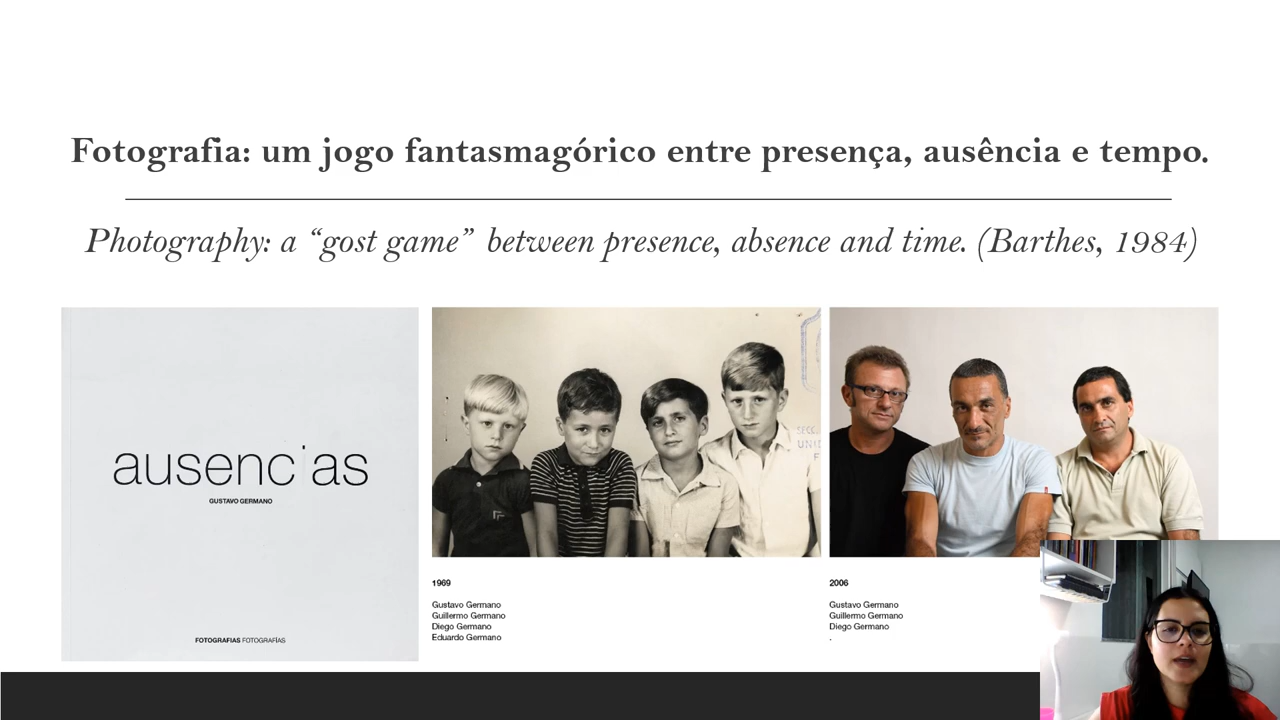 Fotografia: um jogo fantasmagórico entre presença, ausência e tempo.
Photography: a “gost game” between presence, absence and time. (Barthes, 1984)
ausencias
GUSTAVO GERMANO
FOTOGRAFIAS FOTOGRAFÍAS
1969
Gustavo Germano
Guillermo Germano
Diego Germano
Eduardo Germano
2006
Gustavo Germano
Guillermo Germano
Diego Germano
.